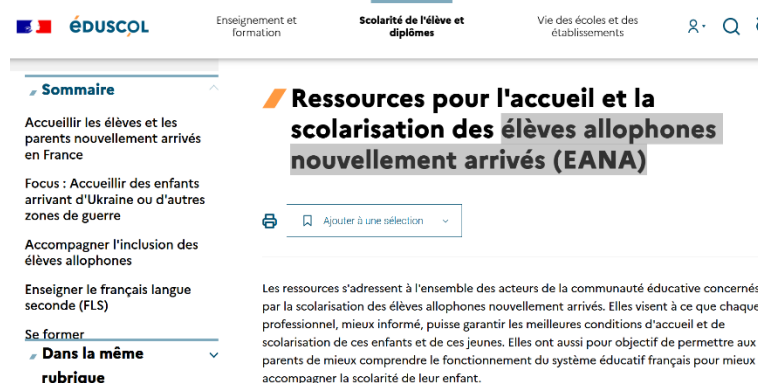 éduscol
Enseignement et
formation
Scolarité de l'élève et
diplômes
Vie des écoles et des
établissements
Sommaire
Accueillir les élèves et les
parents nouvellement arrivés
en France
Focus : Accueillir des enfants
arrivant d'Ukraine ou d'autres
zones de guerre
Accompagner l'inclusion des
élèves allophones
Enseigner le français langue
seconde (FLS)
Se former
Dans la même
rubrique
Ressources pour l'accueil et la
scolarisation des élèves allophones
nouvellement arrivés (EANA)
Ajouter à une sélection
Les ressources s'adressent à l'ensemble des acteurs de la communauté éducative concernés
par la scolarisation des élèves allophones nouvellement arrivés. Elles visent à ce que chaque
professionnel, mieux informé, puisse garantir les meilleures conditions d'accueil et de
scolarisation de ces enfants et de ces jeunes. Elles ont aussi pour objectif de permettre aux
parents de mieux comprendre le fonctionnement du système éducatif français pour mieux
accompagner la scolarité de leur enfant.